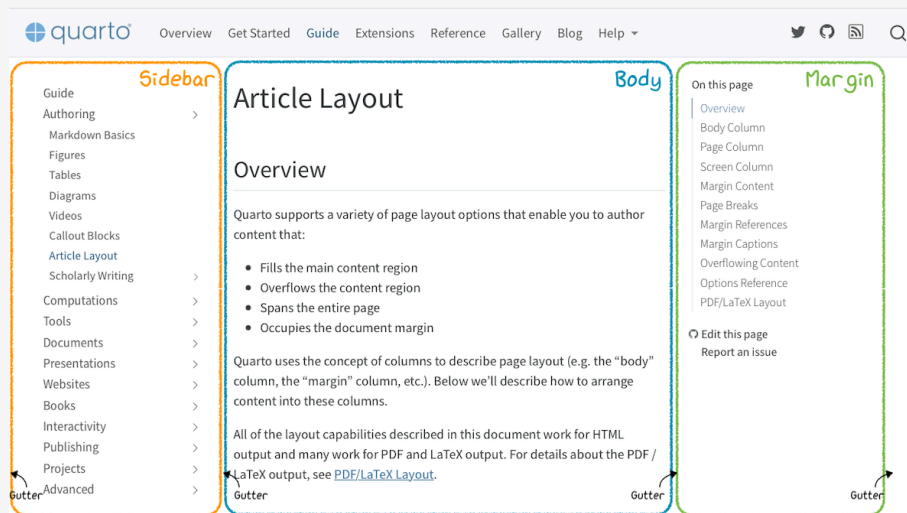 quarto®
Overview Get Started Guide Extensions Reference Gallery Blog Help
Sidebar
Guide
Authoring
Markdown Basics
Figures
Tables
Diagrams
Videos
Callout Blocks
Article Layout
Scholarly Writing
Computations
Tools
Documents
Presentations
Websites
Books
Interactivity
Publishing
Projects
Advanced
Gutter
Body
Article Layout
Overview
Quarto supports a variety of page layout options that enable you to author
content that:
• Fills the main content region
• Overflows the content region
• Spans the entire page
• Occupies the document margin
Quarto uses the concept of columns to describe page layout (e.g. the “body”
column, the “margin” column, etc.). Below we’ll describe how to arrange
content into these columns.
All of the layout capabilities described in this document work for HTML
output and many work for PDF and LaTeX output. For details about the PDF /
LaTeX output, see PDF/LaTeX Layout.
Gutter
Gutter
Margin
On this page
Overview
Body Column
Page Column
Screen Column
Margin Content
Page Breaks
Margin References
Margin Captions
Overflowing Content
Options Reference
PDF/LaTeX Layout
Edit this page
Report an issue
Gutter